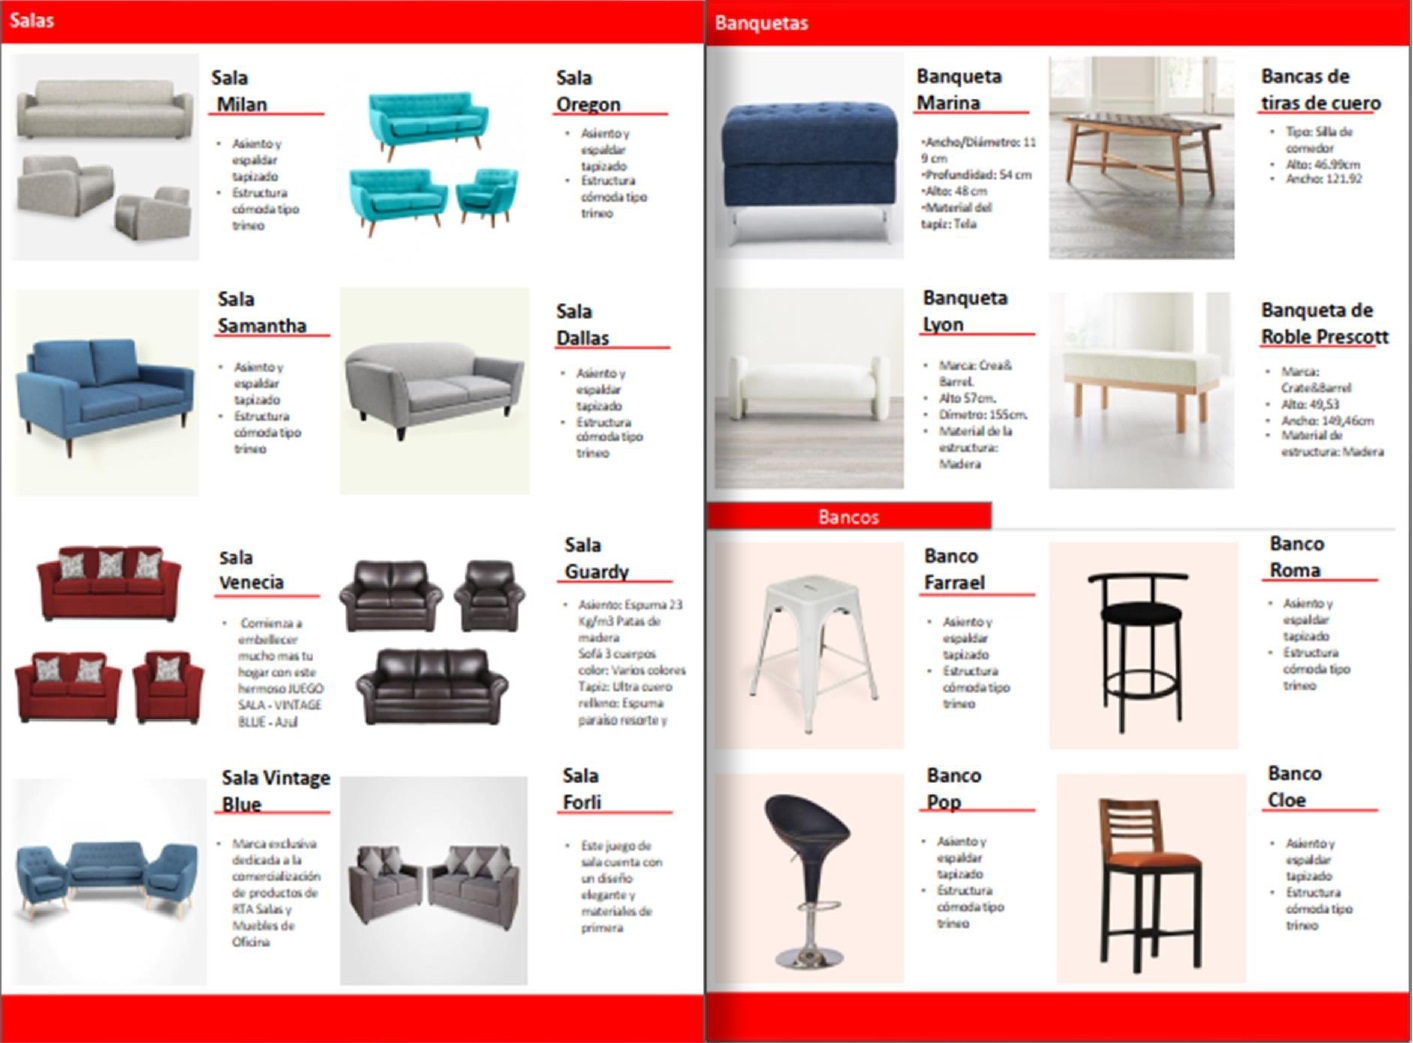 Salas
Sala
Milan
• Asiento y
espaldar
tapizado
• Estructura
cómoda tipo
trineo
Sala
Oregon
• Asiento y
espaldar
tapizado
• Estructura
cómoda tipo
trineo
Sala
Samantha
• Asiento y
espaldar
tapizado
• Estructura
cómoda tipo
trineo
Sala
Dallas
• Asiento y
espaldar
tapizado
• Estructura
cómoda tipo
trineo
Sala
Venecia
• Comienza a
embellecer
mucho mas tu
hogar con este
hermoso JUEGO
SALA - VINTAGE
BLUE - Azul
Sala
Guardy
• Asiento: Espuma 23
Kg/m3 Patas de
madera
Sofá 3 cuerpos
color: Varios colores
Tapiz: Ultra cuero
relleno: Espuma
paraíso resorte y
Sala Vintage
Blue
• Marca exclusiva
dedicada a la
comercialización
de productos de
RTA Salas y
Muebles de
Oficina
Sala
Forli
• Este juego de
sala cuenta con
un diseño
elegante y
materiales de
primera
Banquetas
Banqueta
Marina
•Ancho/Diámetro: 11
9 cm
•Profundidad: 54 cm
•Alto: 48 cm
•Material del
tapiz: Tela
Bancas de
tiras de cuero
• Tipo: Silla de
comedor
• Alto: 46.99cm
• Ancho: 121.92
Banqueta
Lyon
• Marca: Crea&
Barrel.
• Alto 57cm.
• Dímetro: 155cm.
• Material de la
estructura:
Madera
Banqueta de
Roble Prescott
• Marca:
Crate&Barrel
• Alto: 49,53
• Ancho: 149,46cm
• Material de
estructura: Madera
Bancos
Banco
Farrael
• Asiento y
espaldar
tapizado
• Estructura
cómoda tipo
trineo
Banco
Roma
• Asiento y
espaldar
tapizado
• Estructura
cómoda tipo
trineo
Banco
Pop
• Asiento y
espaldar
tapizado
• Estructura
cómoda tipo
trineo
Banco
Cloe
• Asiento y
espaldar
tapizado
• Estructura
cómoda tipo
trineo